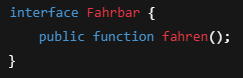 interface Fahrbar {
    public function fahren();
}